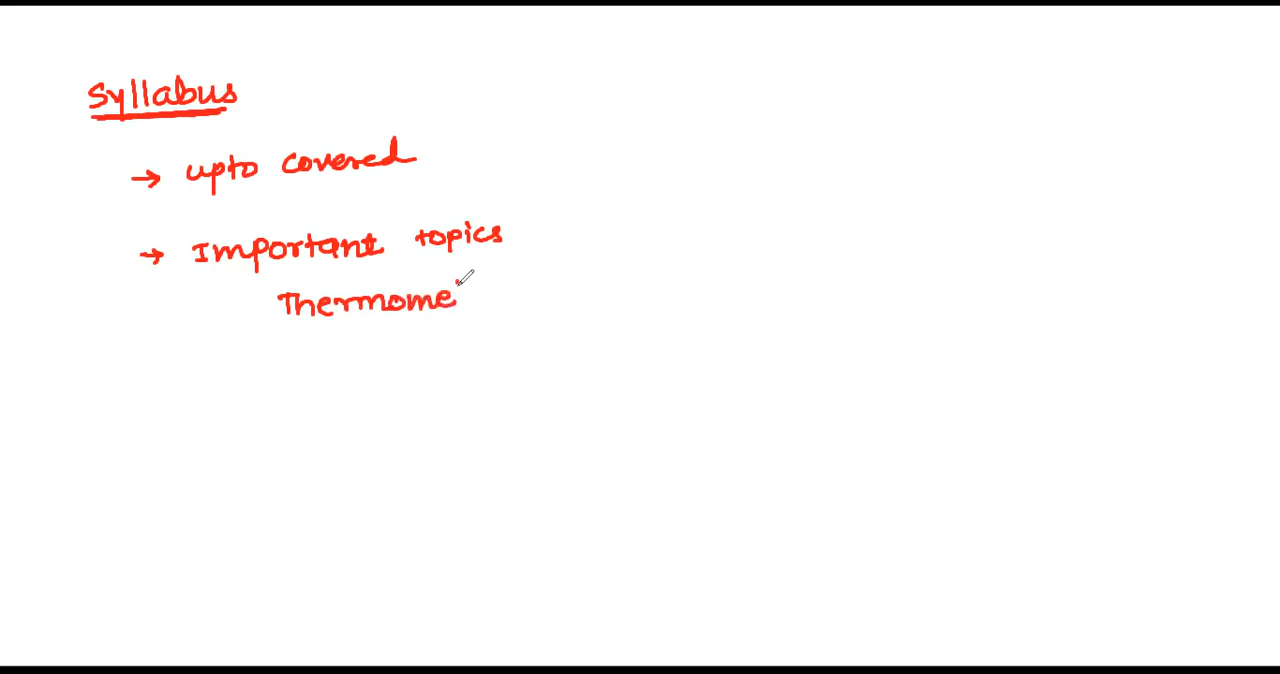 Syllabus
→ upto covered
→ Important topics
Thermome